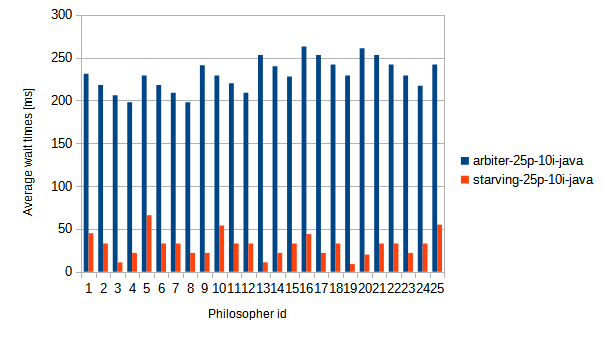 300
250
200
150
100
50
0
Average wait times [ms]
1 2 3 4 5 6 7 8 9 10 11 12 13 14 15 16 17 18 19 20 21 22 23 24 25
Philosopher id
arbiter-25p-10i-java
starving-25p-10i-java